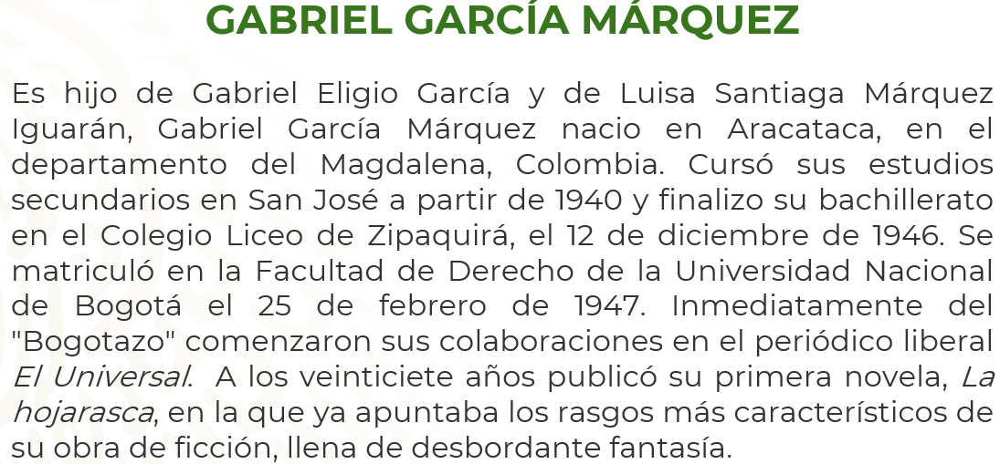 GABRIEL GARCÍA MÁRQUEZ
Es hijo de Gabriel Eligio García y de Luisa Santiaga Márquez
Iguarán, Gabriel García Márquez nacio en Aracataca, en el
departamento del Magdalena, Colombia. Cursó sus estudios
secundarios en San José a partir de 1940 y finalizo su bachillerato
en el Colegio Liceo de Zipaquirá, el 12 de diciembre de 1946. Se
matriculó en la Facultad de Derecho de la Universidad Nacional
de Bogotá el 25 de febrero de 1947. Inmediatamente del
"Bogotazo" comenzaron sus colaboraciones en el periódico liberal
El Universal. A los veinticiete años publicó su primera novela, La
hojarasca, en la que ya apuntaba los rasgos más característicos de
su obra de ficción, llena de desbordante fantasía.